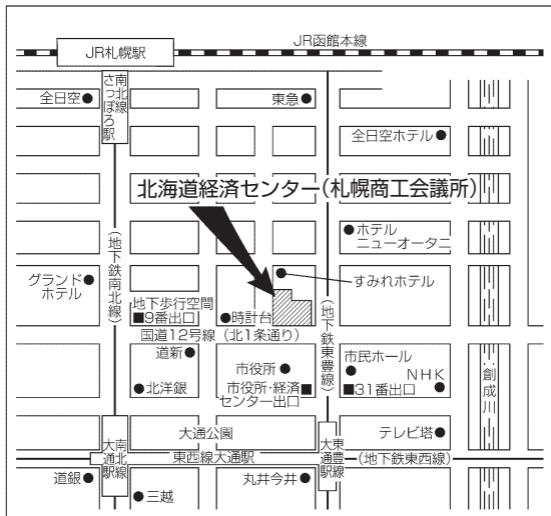 JR函館本線
JR札幌駅
南北線
さっぽろ駅
全日空
東急
全日空ホテル
北海道経済センター(札幌商工会議所)
ホテル
ニューオータニ
(地下鉄南北線)
グランド
ホテル
すみれホテル
地下歩行空間
■9番出口
時計台
国道12号線(北1条通り)
(地下鉄東豊線)
道新
市役所
市民ホール
NHK
北洋銀
市役所・経済
センター出口
■31番出口
創成川
大通公園
テレビ塔
南北線
大通駅
東西線大通駅
東豊線
大通駅
(地下鉄東西線)
道銀
三越
丸井今井